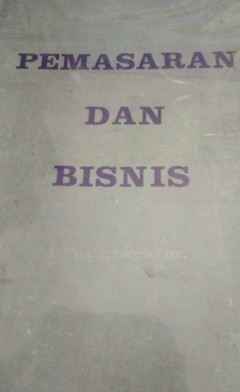 PEMASARAN
DAN
BISNIS
J.